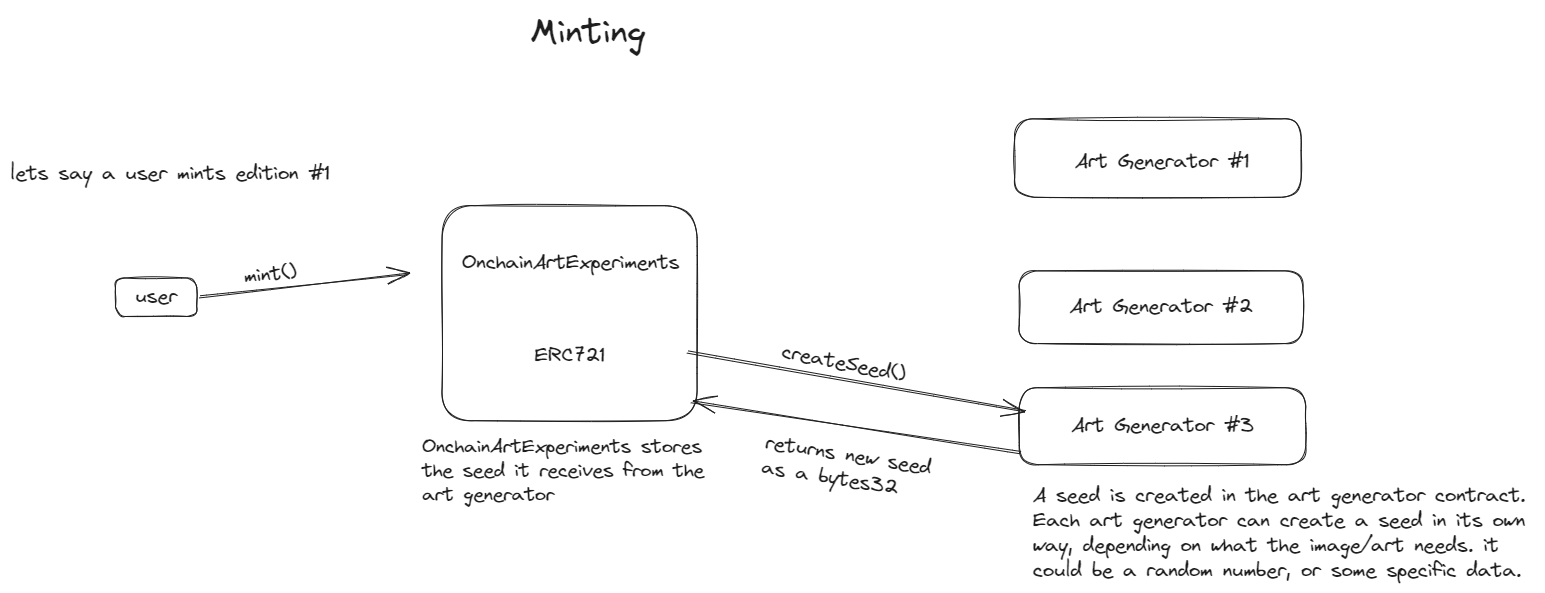 Minting
lets say a user mints edition #1
user
mint()
OnchainArtExperiments
ERC721
OnchainArtExperiments stores
the seed it receives from the
art generator
createSeed()
returns new seed
as a bytes32
Art Generator #1
Art Generator #2
Art Generator #3
A seed is created in the art generator contract.
Each art generator can create a seed in its own
way, depending on what the image/art needs. it
could be a random number, or some specific data.